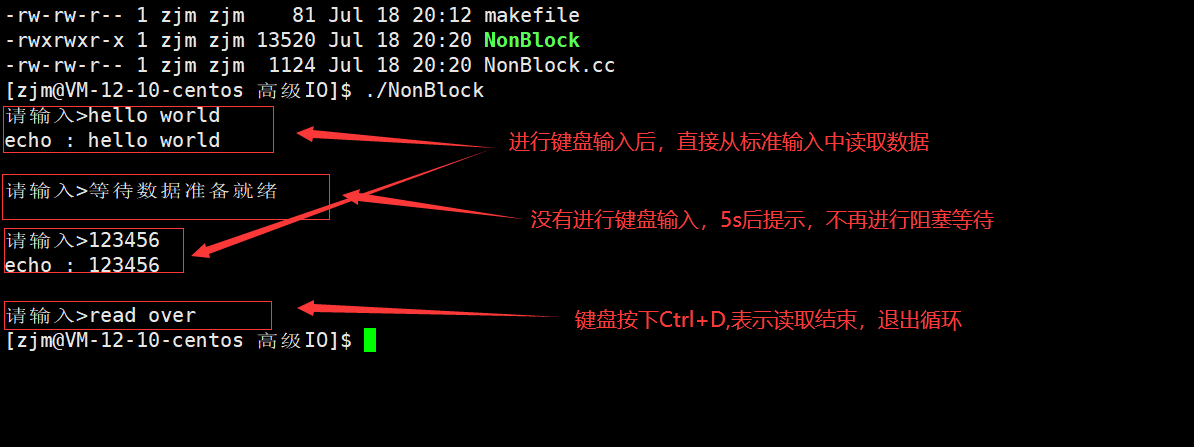 -rw-rw-r-- 1 zjm zjm    81 Jul 18 20:12 makefile
-rwxrwxr-x 1 zjm zjm 13520 Jul 18 20:20 NonBlock
-rw-rw-r-- 1 zjm zjm  1124 Jul 18 20:20 NonBlock.cc
[zjm@VM-12-10-centos 高级IO]$ ./NonBlock
请输入>hello world
echo : hello world
进行键盘输入后，直接从标准输入中读取数据
请输入>等待数据准备就绪
没有进行键盘输入，5s后提示，不再进行阻塞等待
请输入>123456
echo : 123456
请输入>read over
键盘按下Ctrl+D,表示读取结束，退出循环
[zjm@VM-12-10-centos 高级IO]$